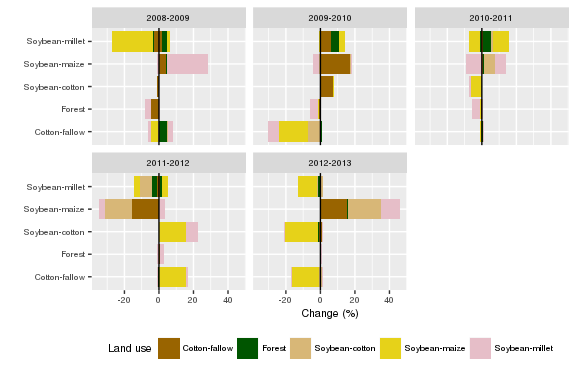 2008-2009
2009-2010
2010-2011
Soybean-millet
Soybean-maize
Soybean-cotton
Forest
Cotton-fallow
2011-2012
2012-2013
Soybean-millet
Soybean-maize
Soybean-cotton
Forest
Cotton-fallow
-20 0 20 40
-20 0 20 40
Change (%)
Land use Cotton-fallow Forest Soybean-cotton Soybean-maize Soybean-millet